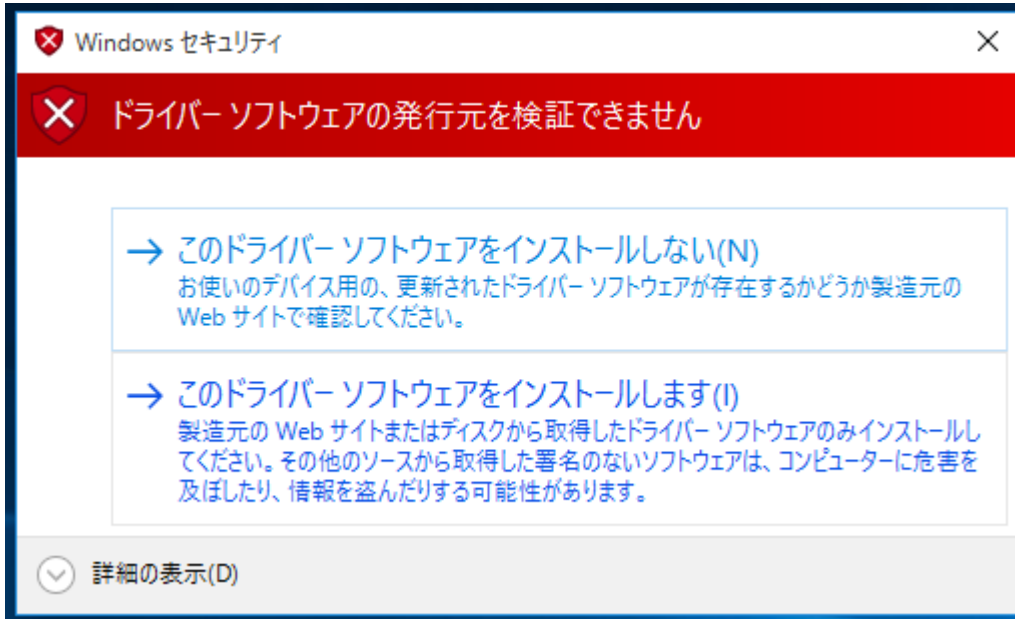 Windows セキュリティ
ドライバー ソフトウェアの発行元を検証できません
→ このドライバー ソフトウェアをインストールしない(N)
お使いのデバイス用の、更新されたドライバー ソフトウェアが存在するかどうか製造元の
Web サイトで確認してください。
→ このドライバー ソフトウェアをインストールします(I)
製造元の Web サイトまたはディスクから取得したドライバー ソフトウェアのみインストールし
てください。その他のソースから取得した署名のないソフトウェアは、コンピューターに危害を
及ぼしたり、情報を盗んだりする可能性があります。
詳細の表示(D)